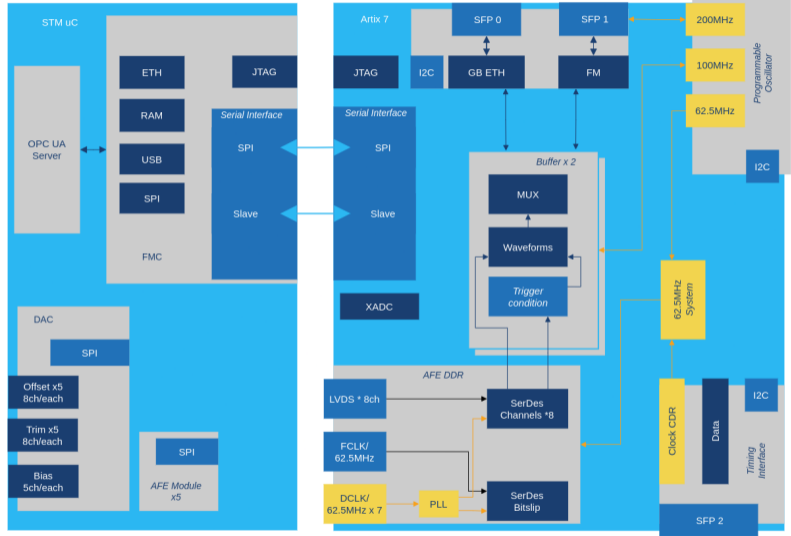 STM uC
OPC UA
Server
ETH
RAM
USB
SPI
FMC
JTAG
Serial Interface
SPI
Slave
DAC
SPI
Offset x5
8ch/each
Trim x5
8ch/each
Bias
5ch/each
SPI
AFE Module
x5
Artix 7
JTAG
I2C
SFP 0
GB ETH
SFP 1
FM
Serial Interface
SPI
Slave
XADC
Buffer x 2
MUX
Waveforms
Trigger
condition
AFE DDR
LVDS * 8ch
FCLK/
62.5MHz
DCLK/
62.5MHz x 7
PLL
SerDes
Channels *8
SerDes
Bitslip
200MHz
100MHz
62.5MHz
Programmable
Oscillator
I2C
62.5MHz
System
Clock CDR
Data
I2C
Timing
Interface
SFP 2